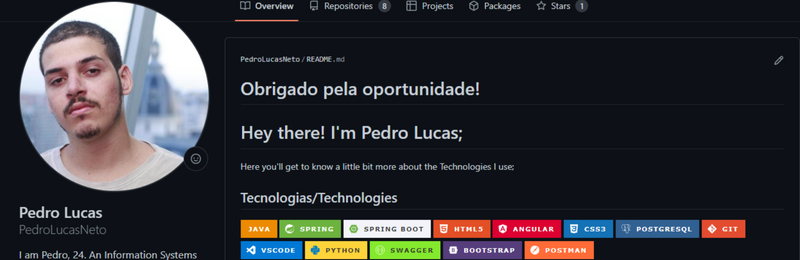 Overview Repositories 8 Projects Packages Stars 1
PedroLucasNeto / README.md
Obrigado pela oportunidade!
Hey there! I'm Pedro Lucas;
Here you'll get to know a little bit more about the Technologies I use;
Tecnologias/Technologies
JAVA SPRING SPRING BOOT HTML5 ANGULAR CSS3 POSTGRESQL GIT
VSCODE PYTHON SWAGGER BOOTSTRAP POSTMAN
Pedro Lucas
PedroLucasNeto
I am Pedro, 24. An Information Systems